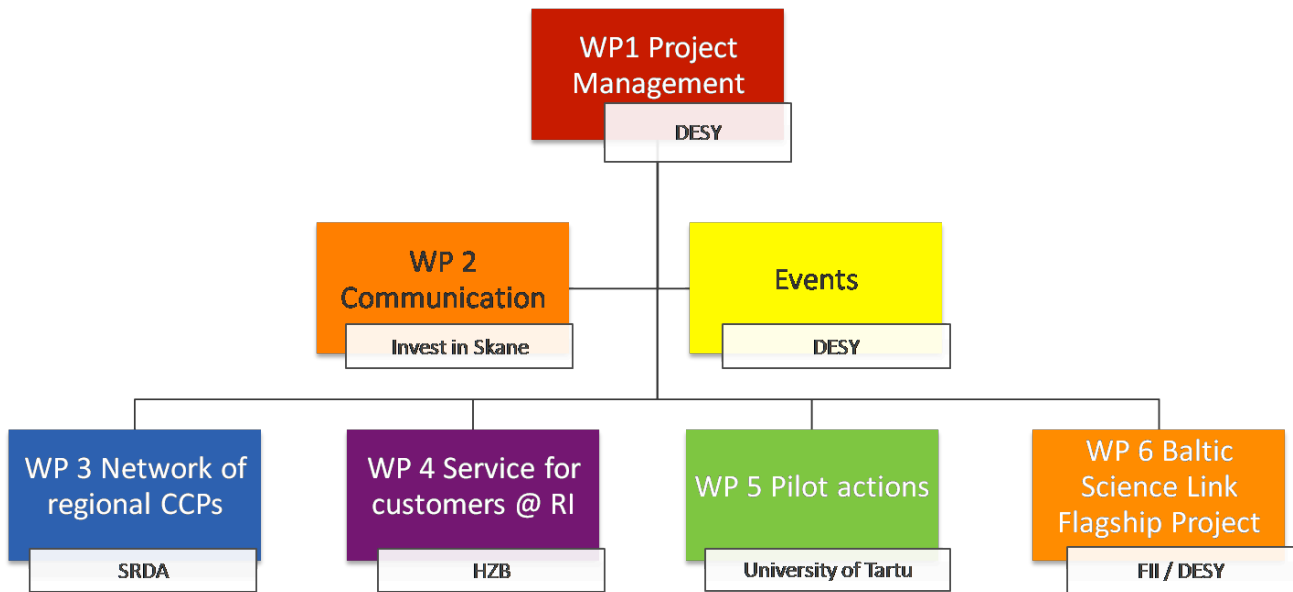 WP1 Project
Management
DESY
WP 2
Communication
Invest in Skane
Events
DESY
WP 3 Network of
regional CCPs
SRDA
WP 4 Service for
customers @ RI
HZB
WP 5 Pilot actions
University of Tartu
WP 6 Baltic
Science Link
Flagship Project
FII / DESY